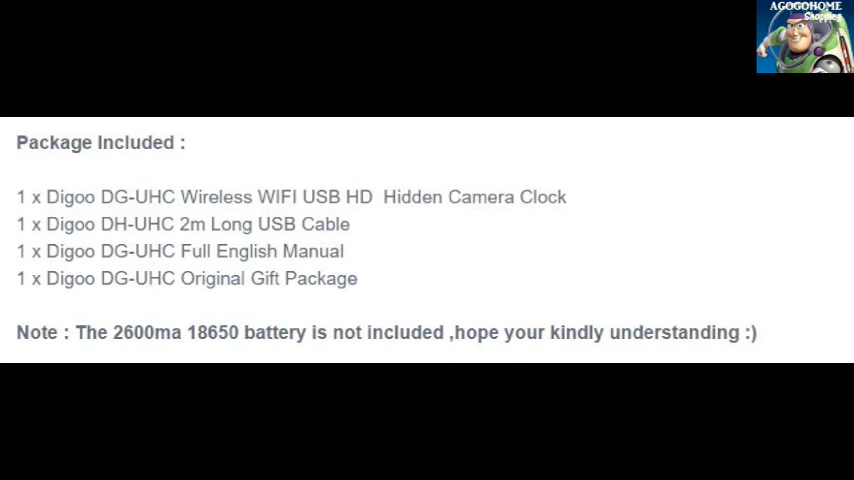 AGOGOHOME
Shopping
Package Included :
1 x Digoo DG-UHC Wireless WIFI USB HD  Hidden Camera Clock
1 x Digoo DH-UHC 2m Long USB Cable
1 x Digoo DG-UHC Full English Manual
1 x Digoo DG-UHC Original Gift Package
Note : The 2600ma 18650 battery is not included ,hope your kindly understanding :)